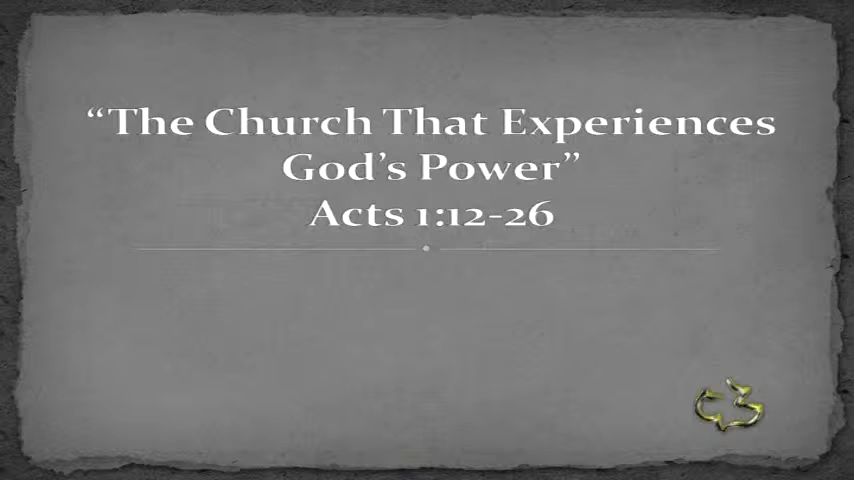 “The Church That Experiences
God’s Power”
Acts 1:12-26